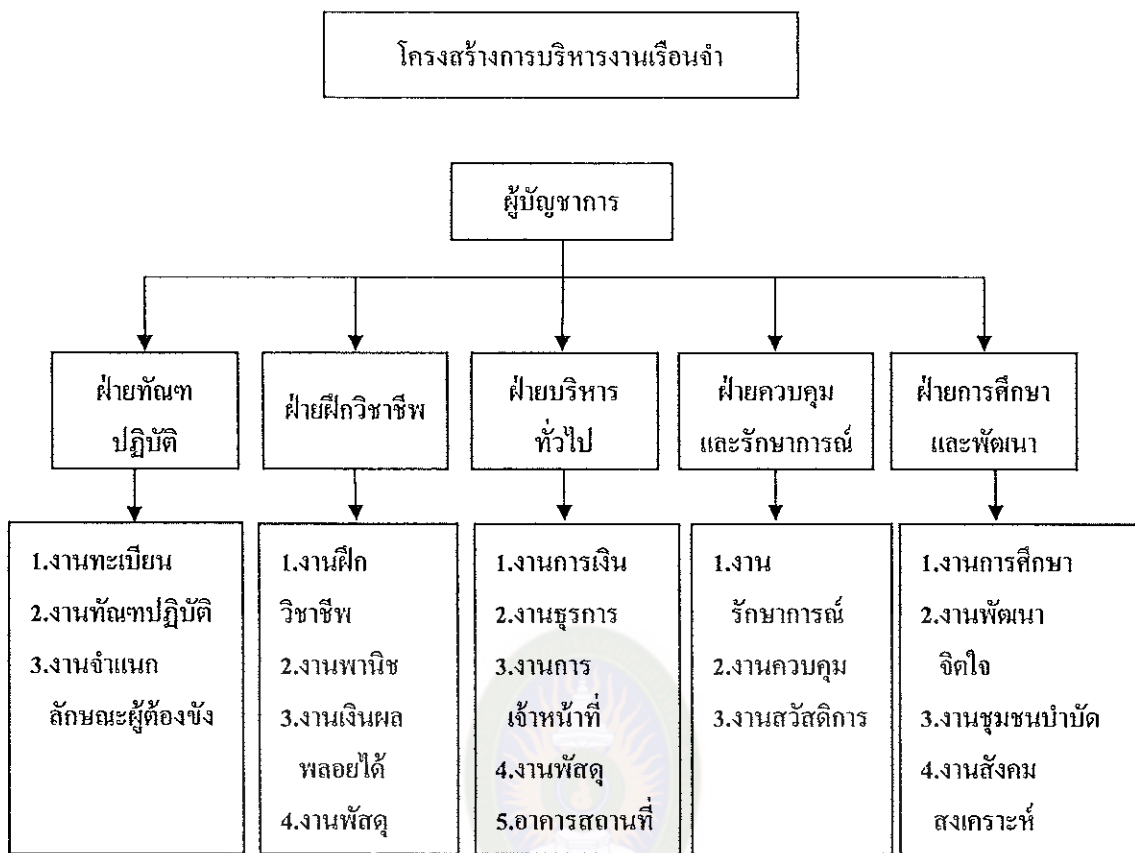 โครงสร้างการบริหารงานเรือนจำ
ผู้บัญชาการ
ฝ่ายทัณฑ
ปฏิบัติ
ฝ่ายฝึกวิชาชีพ
ฝ่ายบริหาร
ทั่วไป
ฝ่ายควบคุม
และรักษาการณ์
ฝ่ายการศึกษา
และพัฒนา
1.งานทะเบียน
2.งานทัณฑปฏิบัติ
3.งานจำแนก
ลักษณะผู้ต้องขัง
1.งานฝึก
วิชาชีพ
2.งานพานิช
3.งานเงินผล
พลอยได้
4.งานพัสดุ
1.งานการเงิน
2.งานธุรการ
3.งานการ
เจ้าหน้าที่
4.งานพัสดุ
5.อาคารสถานที่
1.งาน
รักษาการณ์
2.งานควบคุม
3.งานสวัสดิการ
1.งานการศึกษา
2.งานพัฒนา
จิตใจ
3.งานชุมชนบำบัด
4.งานสังคม
สงเคราะห์